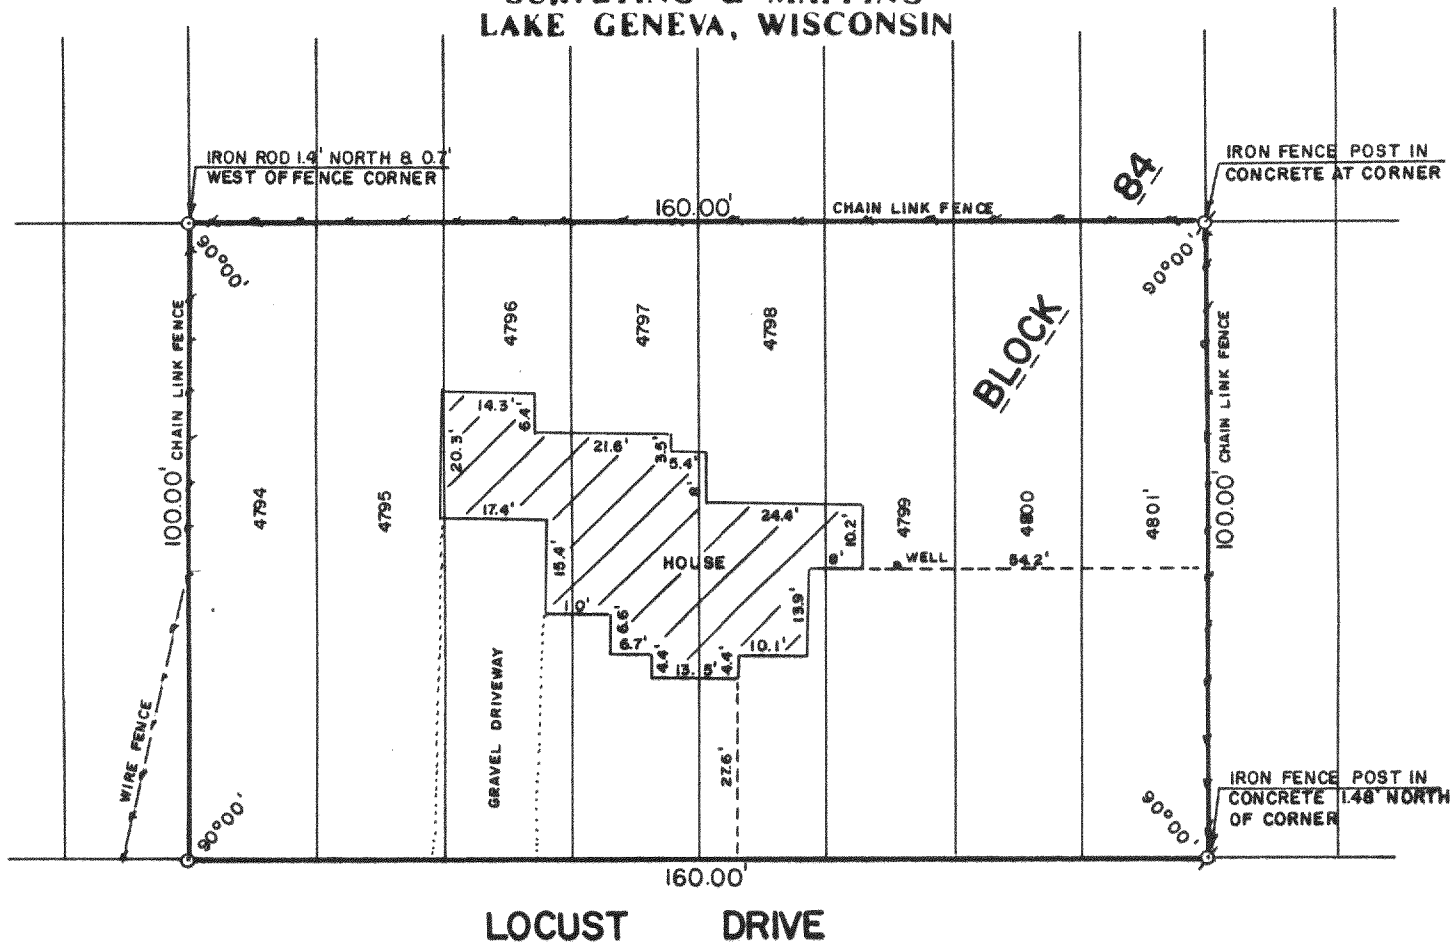 SURVEYING & MAPPING
LAKE GENEVA, WISCONSIN
IRON ROD 1.4' NORTH & 0.7'
WEST OF FENCE CORNER
IRON FENCE POST IN
CONCRETE AT CORNER
160.00'
CHAIN LINK FENCE
BLOCK 84
90°00'
90°00'
100.00' CHAIN LINK FENCE
100.00' CHAIN LINK FENCE
4794
4795
4796
4797
4798
4799
4800
4801
14.3'
6.4'
20.3'
21.6'
3.5'
5.4'
8'
17.4'
24.4'
10.2'
15.4'
HOUSE
8'
WELL
54.2'
13.9'
10'
6.6'
6.7'
4.4'
13.5'
4.4'
10.1'
GRAVEL DRIVEWAY
27.6'
WIRE FENCE
90°00'
90°00'
IRON FENCE POST IN
CONCRETE 1.48' NORTH
OF CORNER
160.00'
LOCUST DRIVE